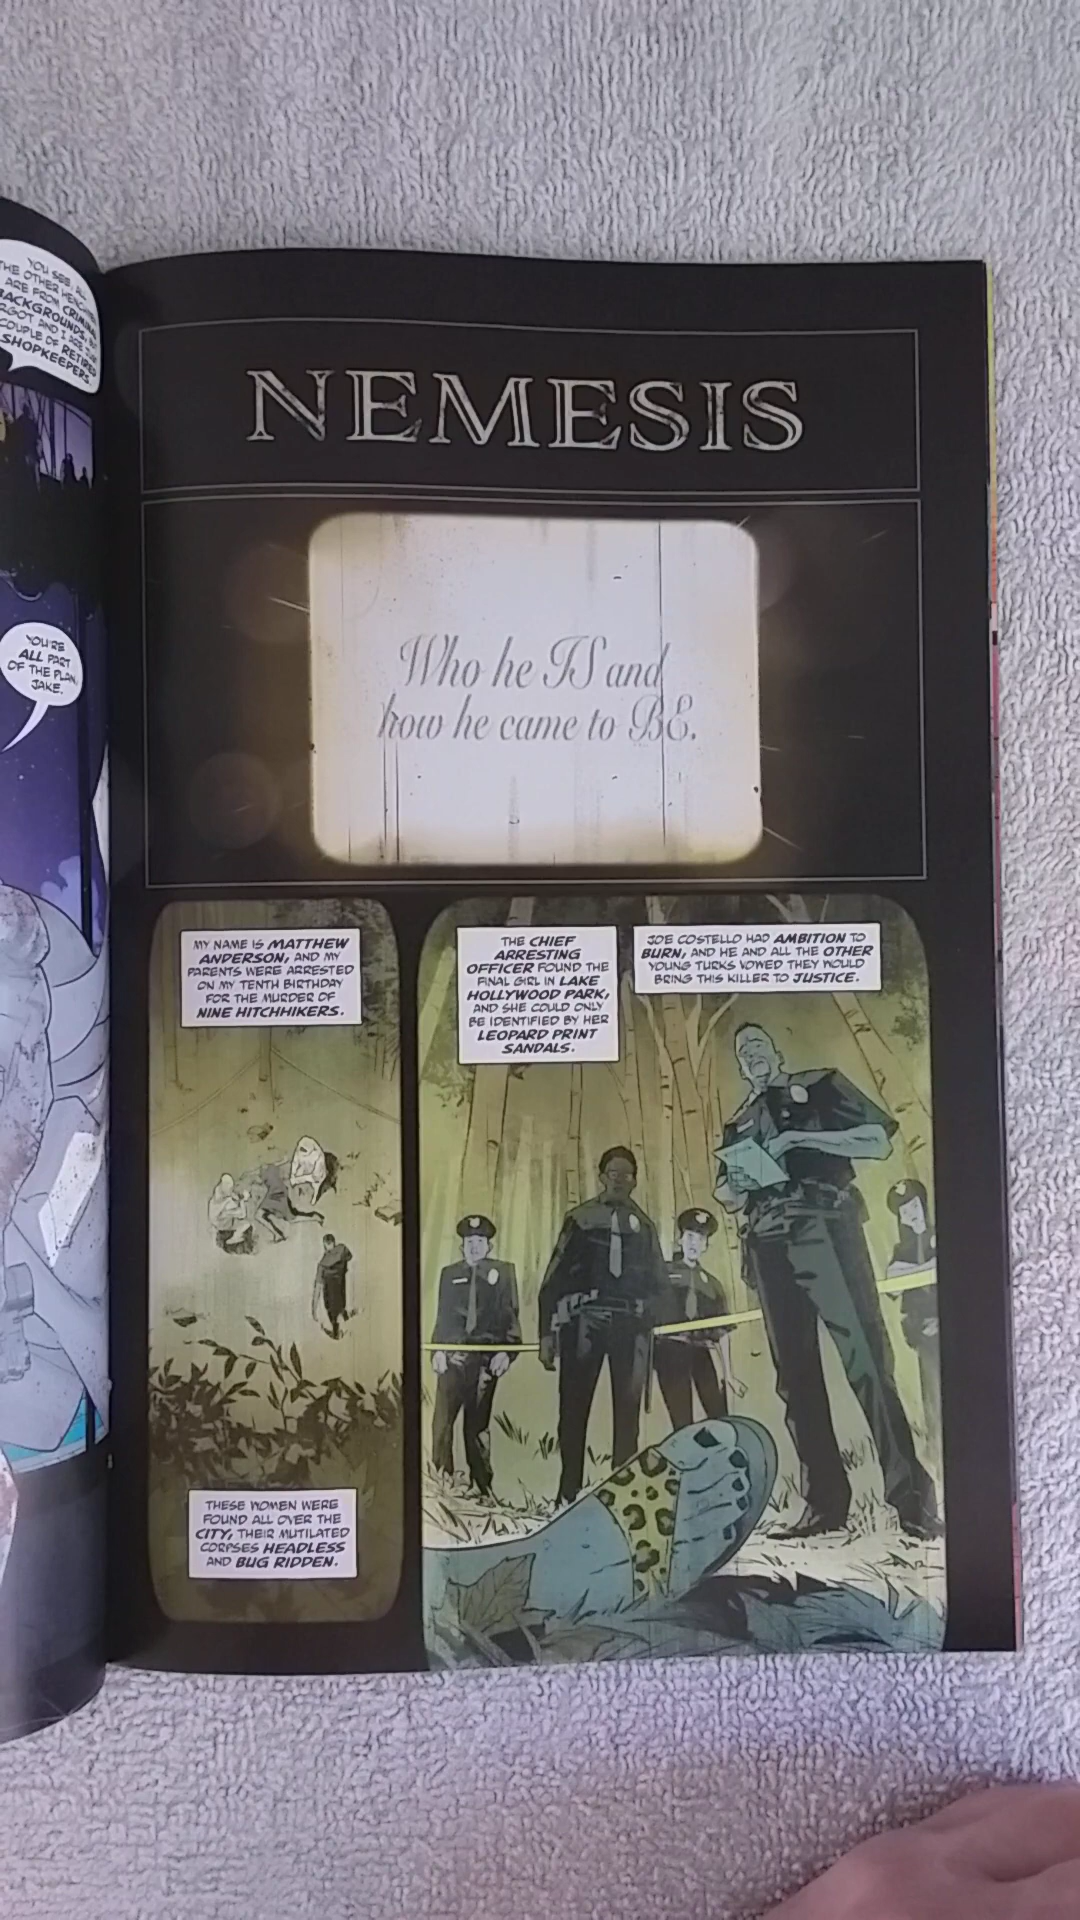 YOU SEE, ALL
THE OTHER
ARE FROM CRIMINAL
BACKGROUNDS,
AND I ARE
COUPLE OF RETIRED
SHOPKEEPERS.
YOU'RE
ALL PART
OF THE PLAN,
JAKE.
NEMESIS
Who he IS and
how he came to BE.
MY NAME IS MATTHEW
ANDERSON, AND MY
PARENTS WERE ARRESTED
ON MY TENTH BIRTHDAY
FOR THE MURDER OF
NINE HITCHHIKERS.
THESE WOMEN WERE
FOUND ALL OVER THE
CITY, THEIR MUTILATED
CORPSES HEADLESS
AND BUG RIDDEN.
THE CHIEF
ARRESTING
OFFICER FOUND THE
FINAL GIRL IN LAKE
HOLLYWOOD PARK,
AND SHE COULD ONLY
BE IDENTIFIED BY HER
LEOPARD PRINT
SANDALS.
JOE COSTELLO HAD AMBITION TO
BURN, AND HE AND ALL THE OTHER
YOUNG TURKS VOWED THEY WOULD
BRING THIS KILLER TO JUSTICE.